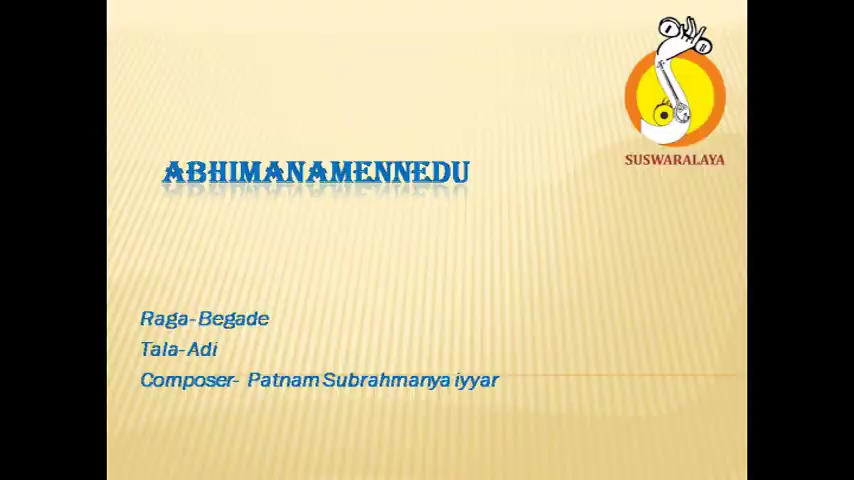 SUSWARALAYA
ABHIMANAMENNEDU
Raga-Begade
Tala-Adi
Composer- Patnam Subrahmanya iyyar